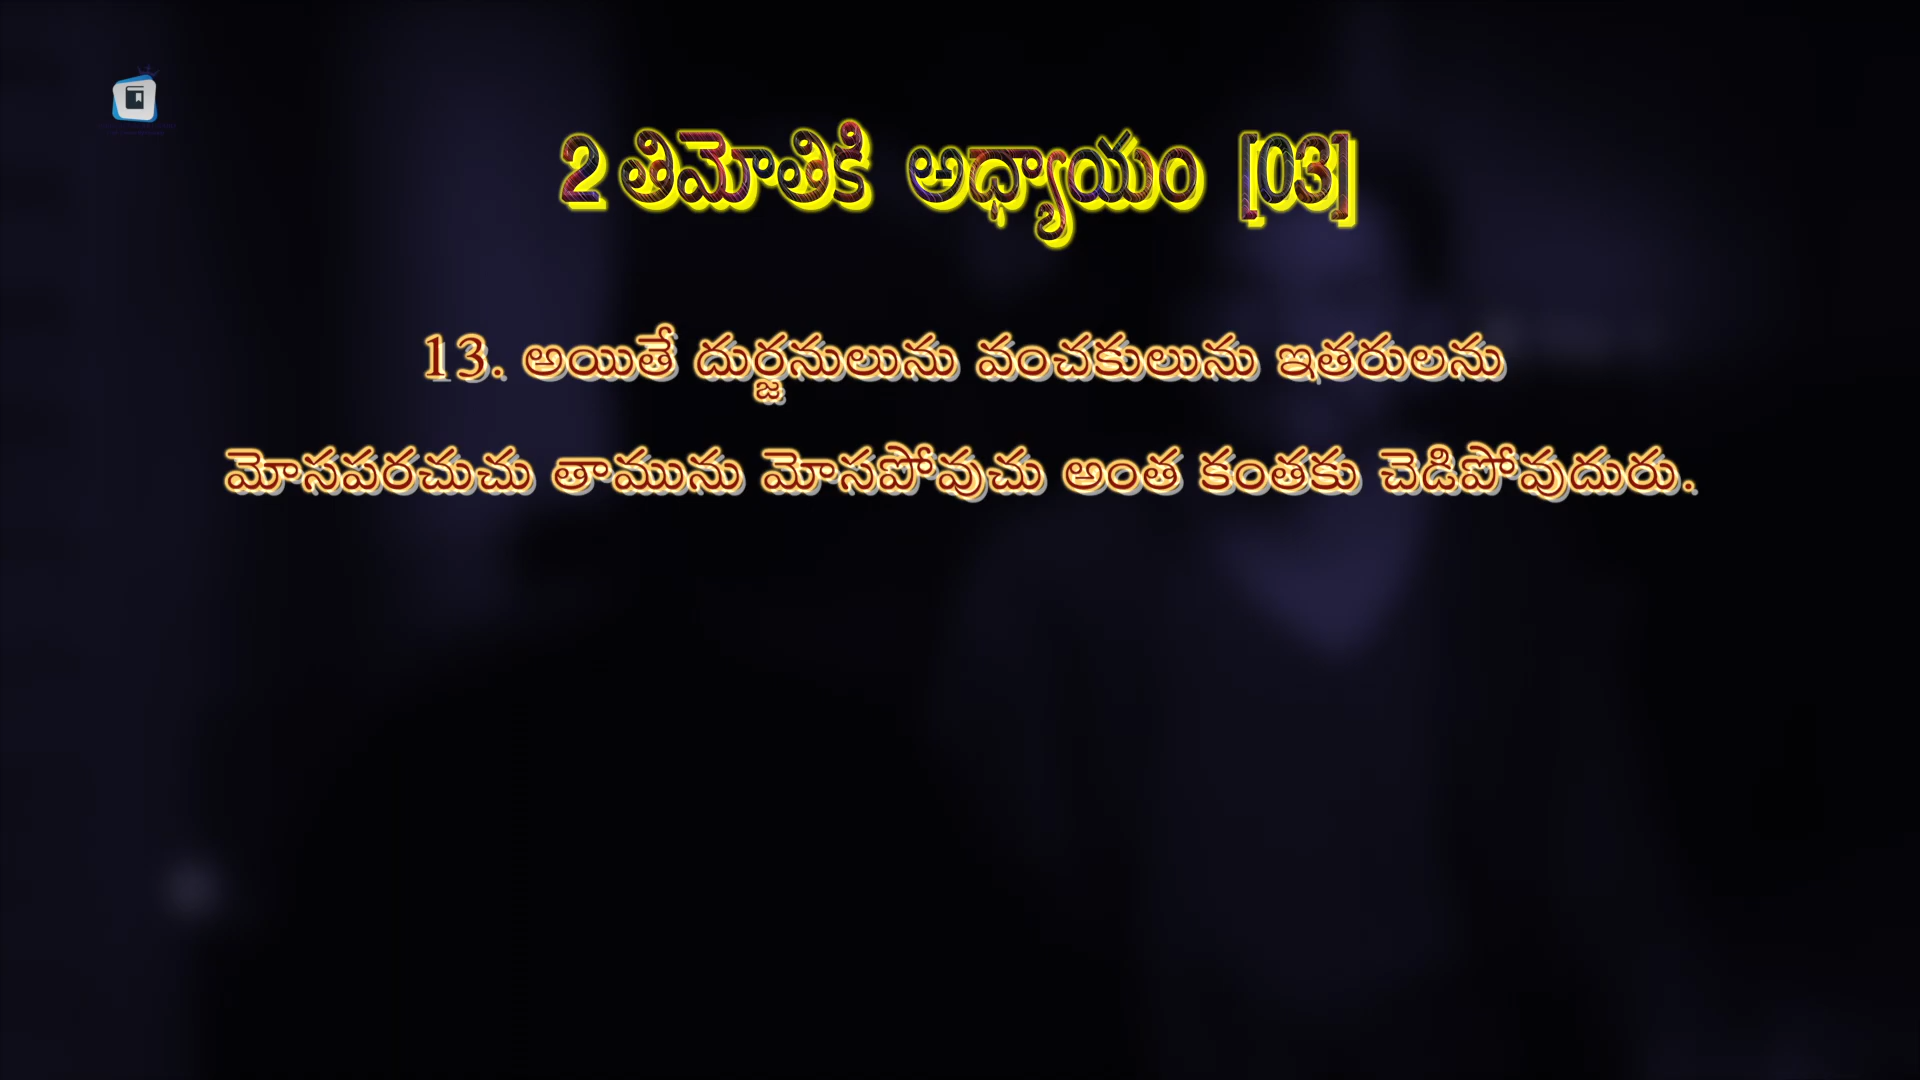 2 తిమోతికి అధ్యాయం [03]
13. అయితే దుర్జనులును వంచకులును ఇతరులను
మోసపరచుచు తామును మోసపోవుచు అంత కంతకు చెడిపోవుదురు.